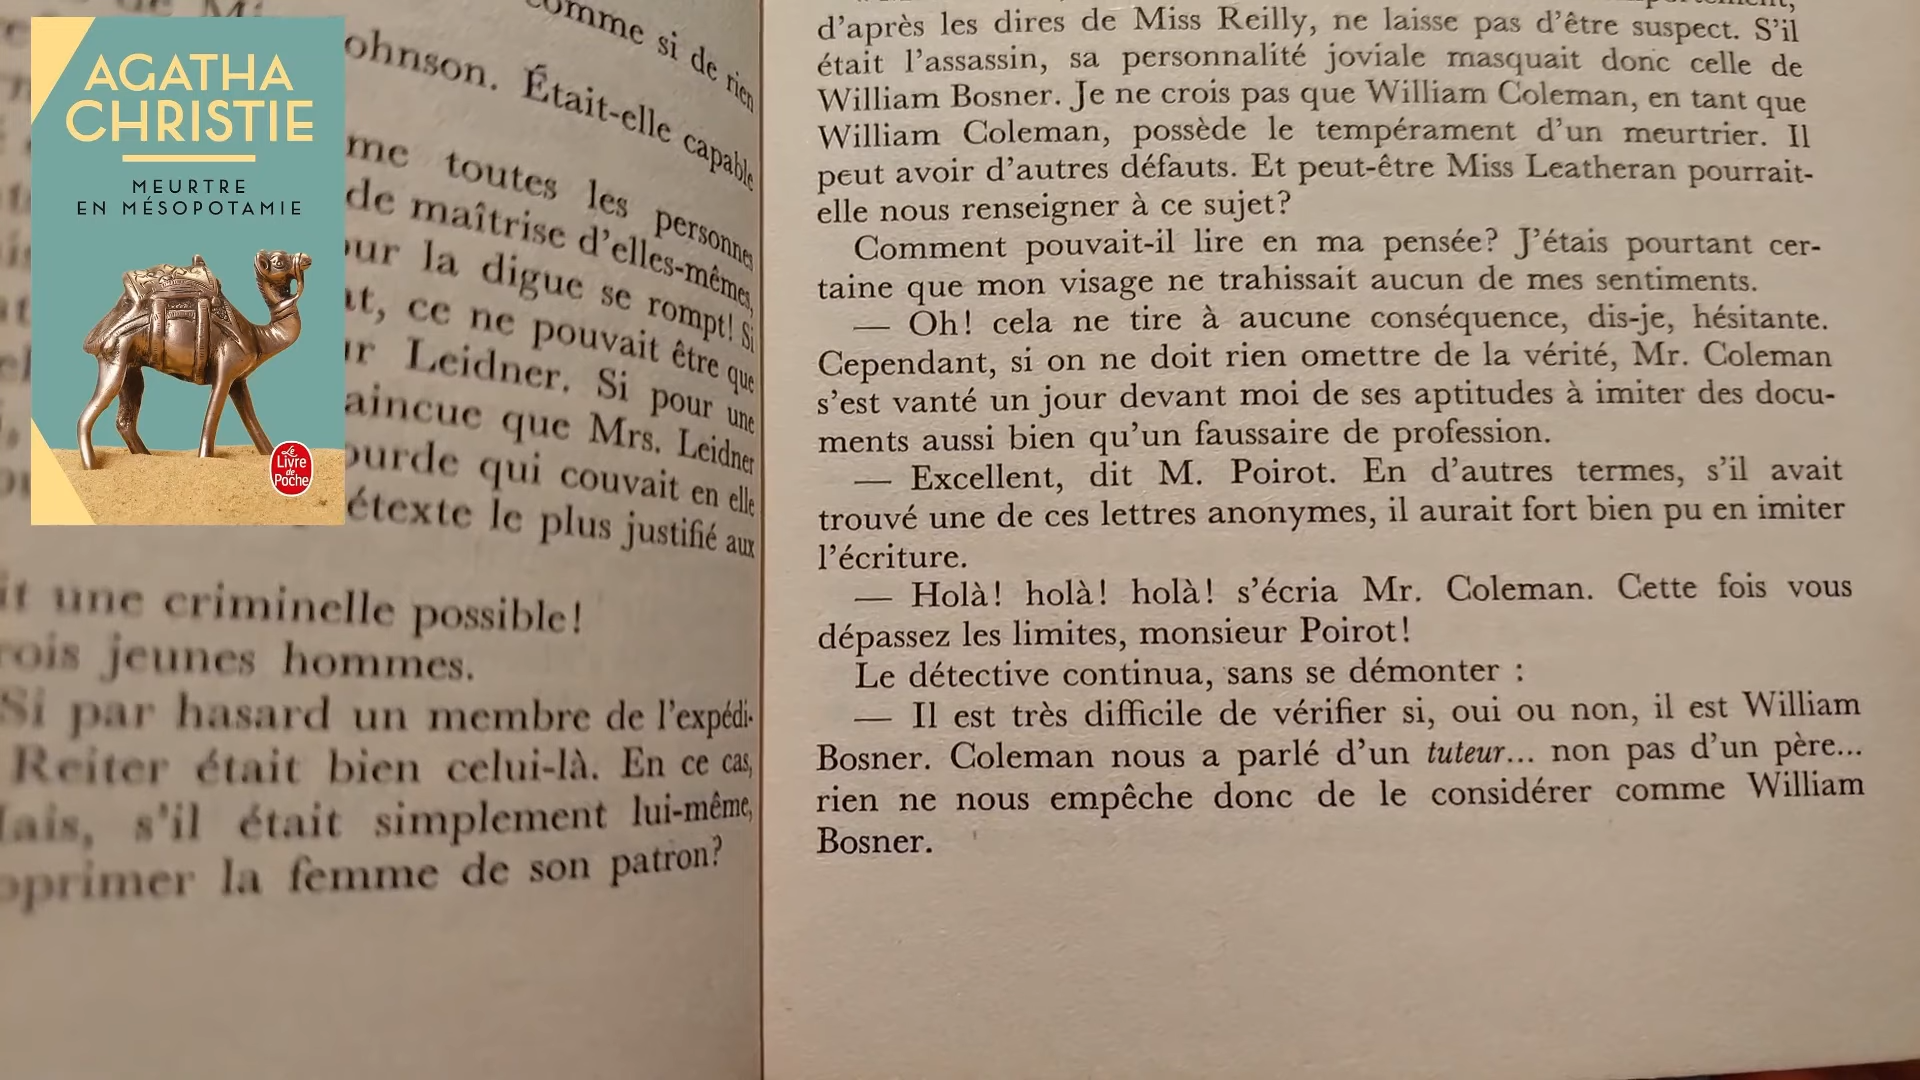 AGATHA
CHRISTIE
MEURTRE
EN MÉSOPOTAMIE
Le
Livre
de
Poche
comme si de rien
ohnson. Était-elle capable
me toutes les personnes
de maîtrise d'elles-mêmes,
ur la digue se rompt! Si
t, ce ne pouvait être que
r Leidner. Si pour une
aincue que Mrs. Leidner
ourde qui couvait en elle
étexte le plus justifié aux
it une criminelle possible!
rois jeunes hommes.
Si par hasard un membre de l'expédi-
Reiter était bien celui-là. En ce cas,
Mais, s'il était simplement lui-même,
pprimer la femme de son patron?
d'après les dires de Miss Reilly, ne laisse pas d'être suspect. S'il
était l'assassin, sa personnalité joviale masquait donc celle de
William Bosner. Je ne crois pas que William Coleman, en tant que
William Coleman, possède le tempérament d'un meurtrier. Il
peut avoir d'autres défauts. Et peut-être Miss Leatheran pourrait-
elle nous renseigner à ce sujet?
Comment pouvait-il lire en ma pensée? J'étais pourtant cer-
taine que mon visage ne trahissait aucun de mes sentiments.
— Oh! cela ne tire à aucune conséquence, dis-je, hésitante.
Cependant, si on ne doit rien omettre de la vérité, Mr. Coleman
s'est vanté un jour devant moi de ses aptitudes à imiter des docu-
ments aussi bien qu'un faussaire de profession.
— Excellent, dit M. Poirot. En d'autres termes, s'il avait
trouvé une de ces lettres anonymes, il aurait fort bien pu en imiter
l'écriture.
— Holà! holà! holà! s'écria Mr. Coleman. Cette fois vous
dépassez les limites, monsieur Poirot!
Le détective continua, sans se démonter :
— Il est très difficile de vérifier si, oui ou non, il est William
Bosner. Coleman nous a parlé d'un tuteur... non pas d'un père...
rien ne nous empêche donc de le considérer comme William
Bosner.